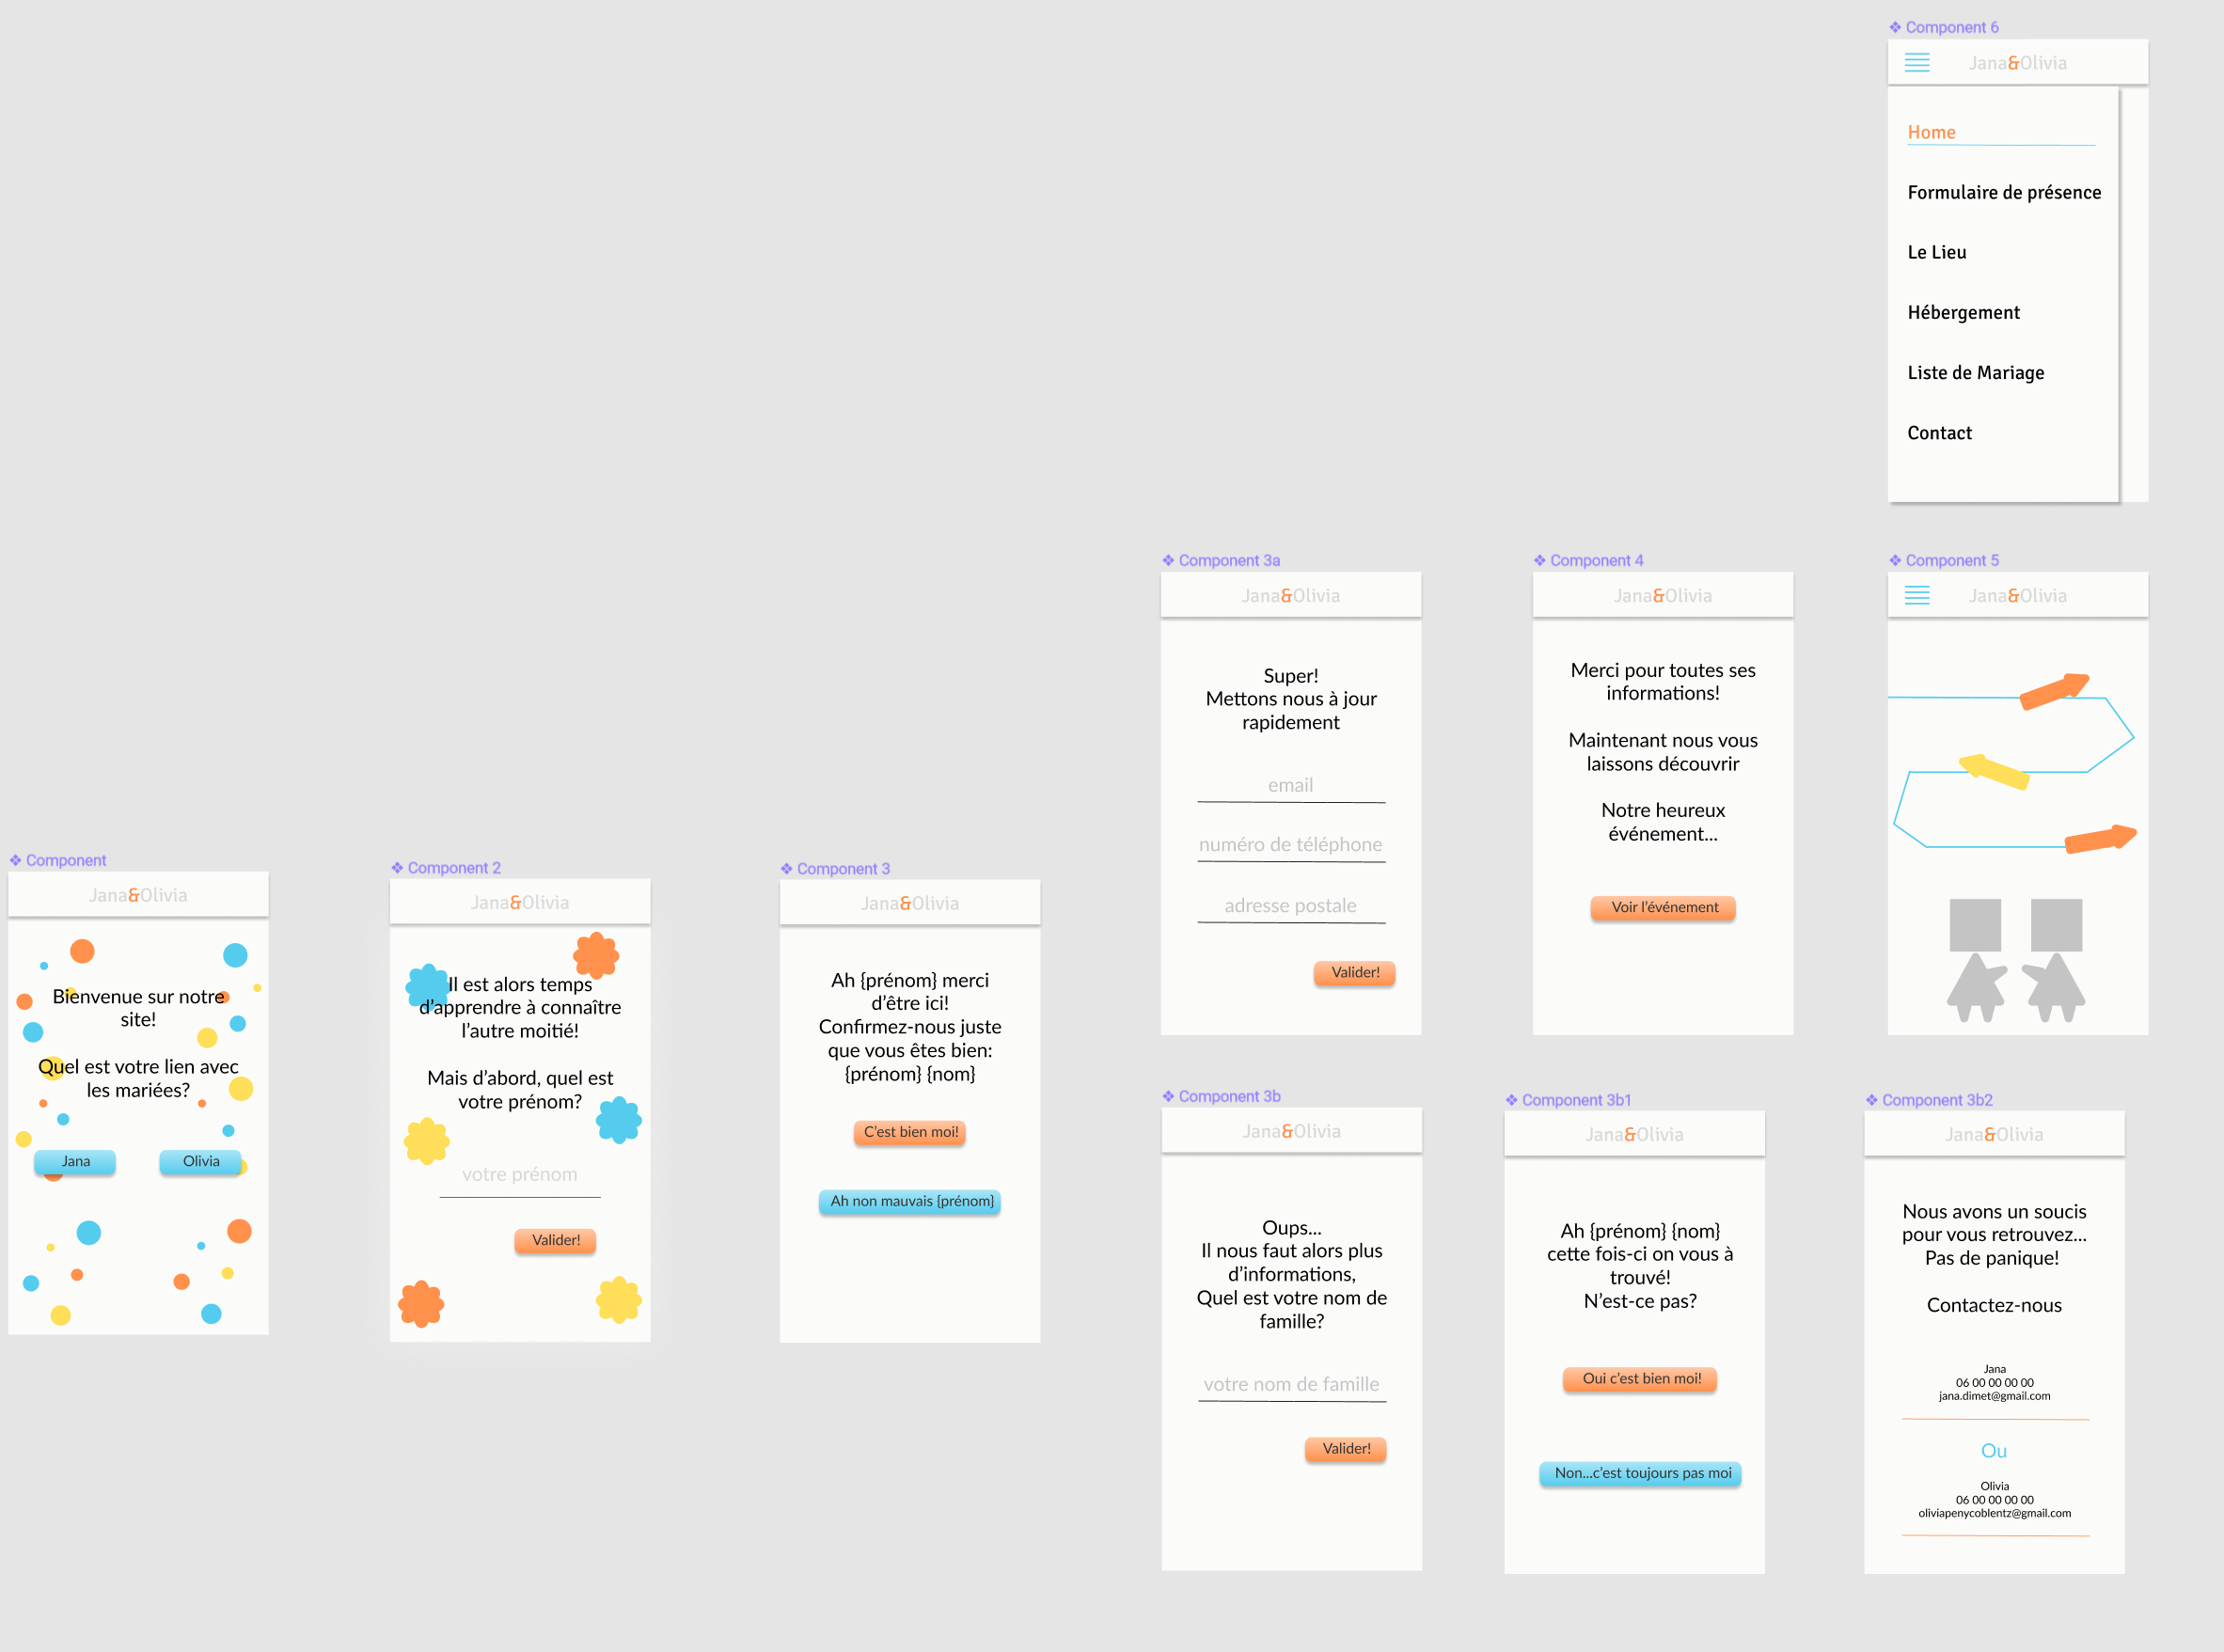 Component 6
Jana&Olivia
Home
Formulaire de présence
Le Lieu
Hébergement
Liste de Mariage
Contact
Component 3a
Jana&Olivia
Super!
Mettons nous à jour
rapidement
email
numéro de téléphone
adresse postale
Valider!
Component 4
Jana&Olivia
Merci pour toutes ses
informations!
Maintenant nous vous
laissons découvrir
Notre heureux
événement...
Voir l'événement
Component 5
Jana&Olivia
Component
Jana&Olivia
Bienvenue sur notre
site!
Quel est votre lien avec
les mariées?
Jana
Olivia
Component 2
Jana&Olivia
Il est alors temps
d'apprendre à connaître
l'autre moitié!
Mais d'abord, quel est
votre prénom?
votre prénom
Valider!
Component 3
Jana&Olivia
Ah {prénom} merci
d'être ici!
Confirmez-nous juste
que vous êtes bien:
{prénom} {nom}
C'est bien moi!
Ah non mauvais {prénom}
Component 3b
Jana&Olivia
Oups...
Il nous faut alors plus
d'informations,
Quel est votre nom de
famille?
votre nom de famille
Valider!
Component 3b1
Jana&Olivia
Ah {prénom} {nom}
cette fois-ci on vous à
trouvé!
N'est-ce pas?
Oui c'est bien moi!
Non...c'est toujours pas moi
Component 3b2
Jana&Olivia
Nous avons un soucis
pour vous retrouvez...
Pas de panique!
Contactez-nous
Jana
06 00 00 00 00
jana.dimet@gmail.com
Ou
Olivia
06 00 00 00 00
oliviapenycoblentz@gmail.com